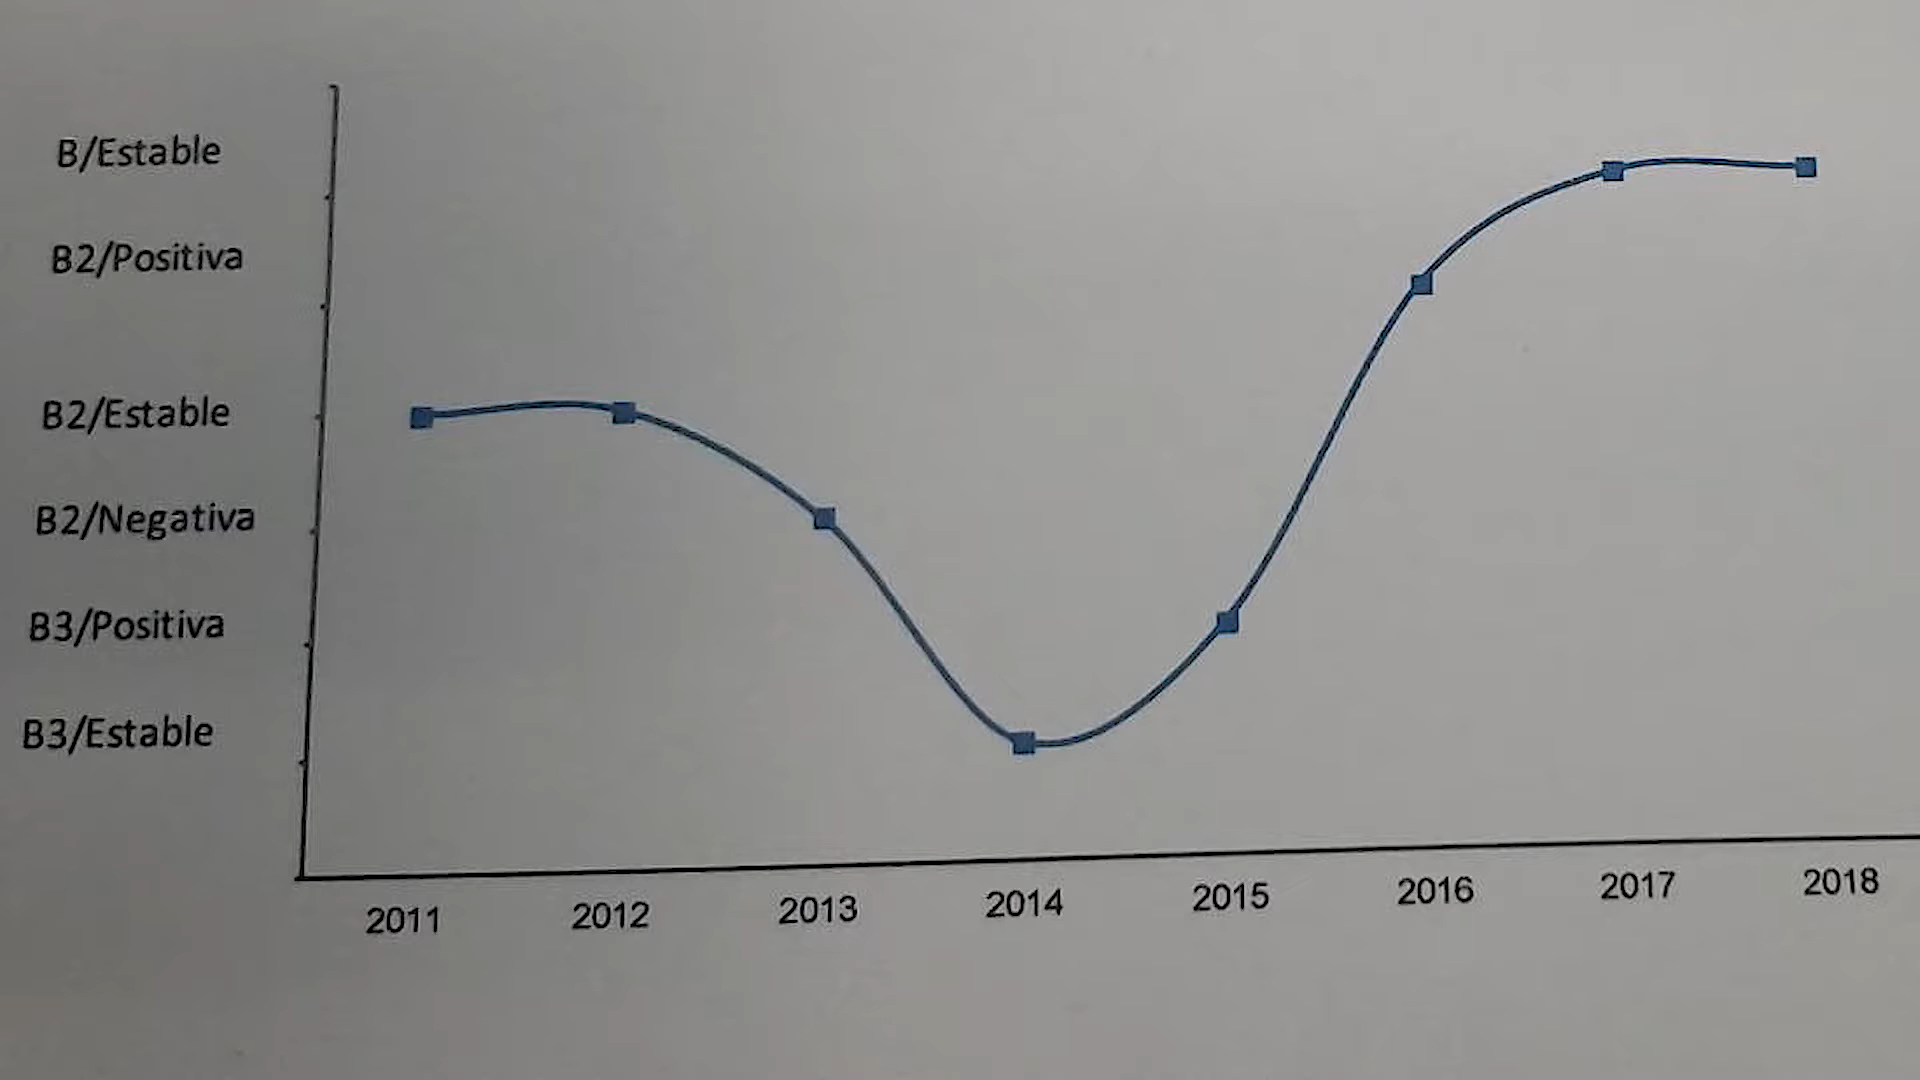 B/Estable
B2/Positiva
B2/Estable
B2/Negativa
B3/Positiva
B3/Estable
2011 2012 2013 2014 2015 2016 2017 2018